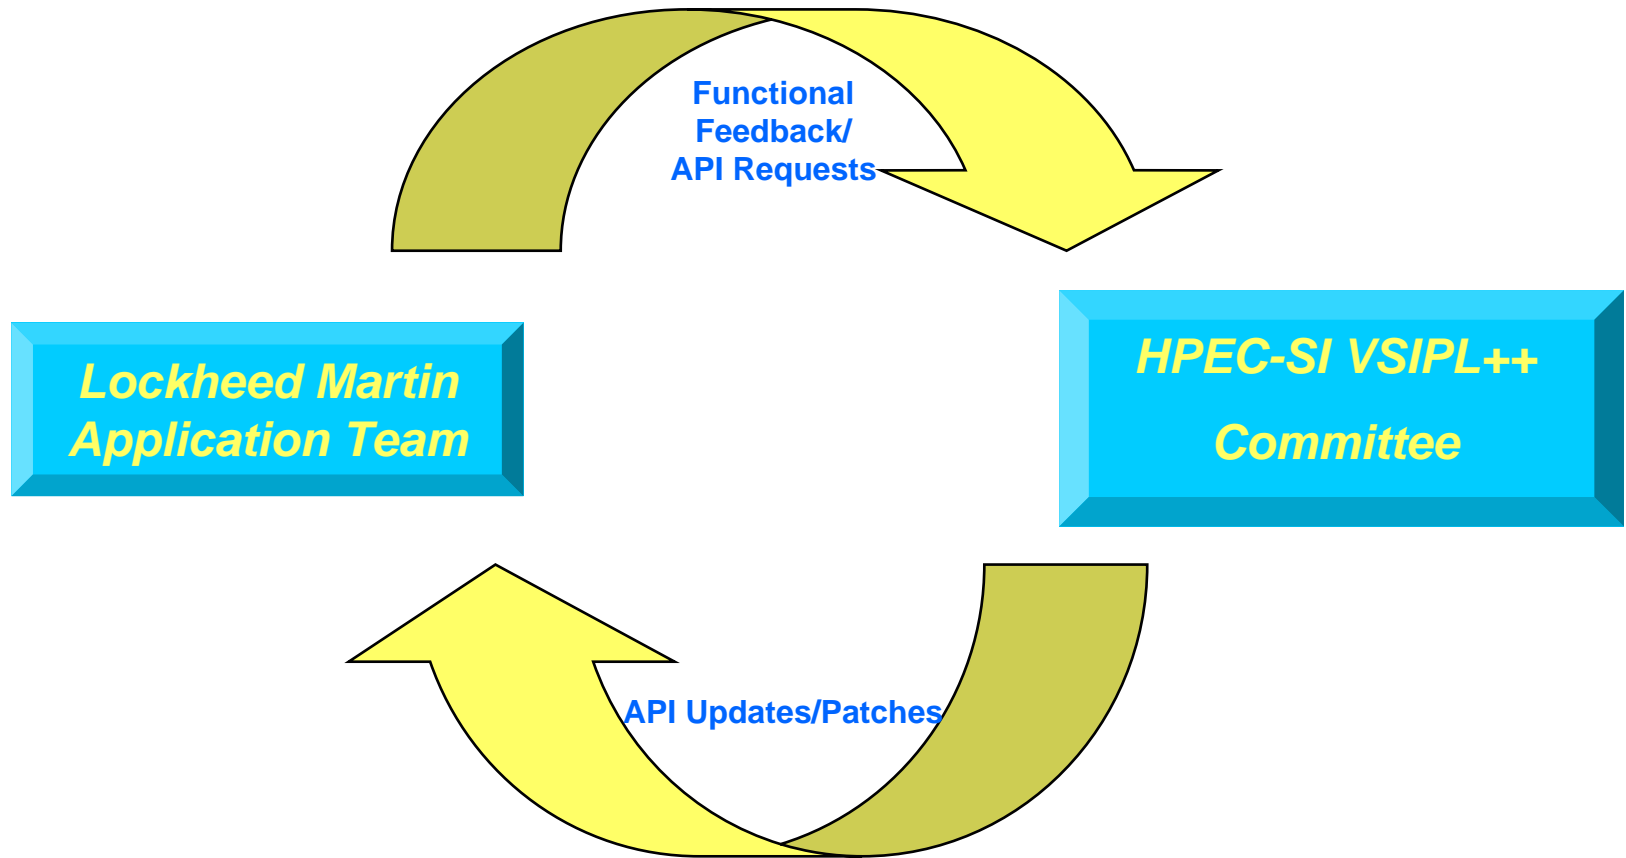 Functional
Feedback/
API Requests
Lockheed Martin
Application Team
HPEC-SI VSIPL++
Committee
API Updates/Patches